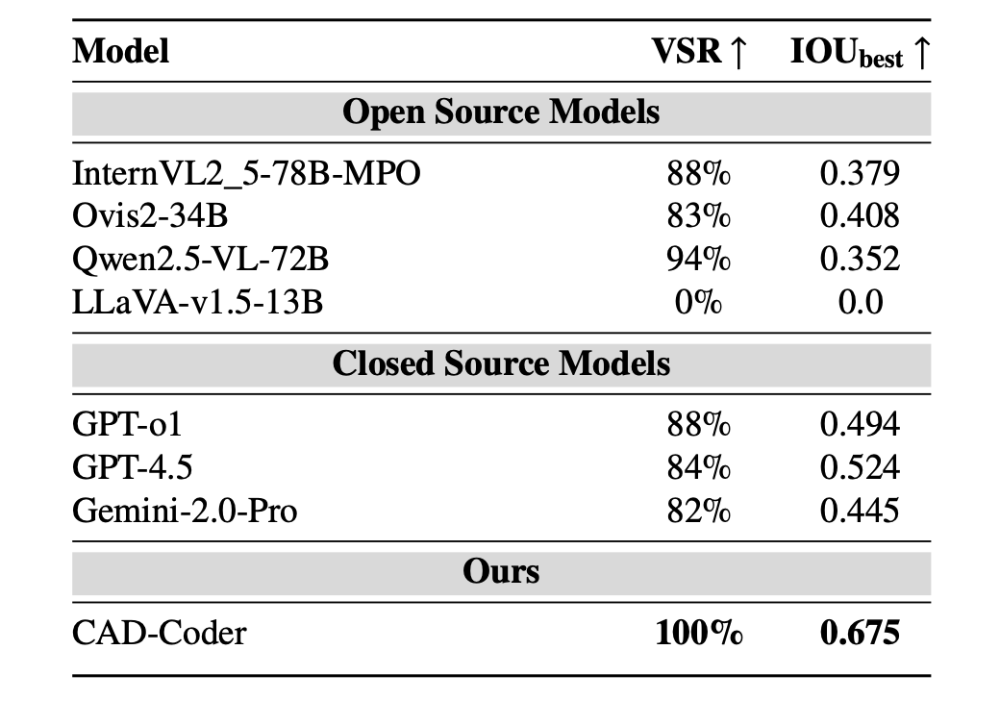 Model VSR ↑ IOUbest ↑
Open Source Models
InternVL2_5-78B-MPO 88% 0.379
Ovis2-34B 83% 0.408
Qwen2.5-VL-72B 94% 0.352
LLaVA-v1.5-13B 0% 0.0
Closed Source Models
GPT-o1 88% 0.494
GPT-4.5 84% 0.524
Gemini-2.0-Pro 82% 0.445
Ours
CAD-Coder 100% 0.675